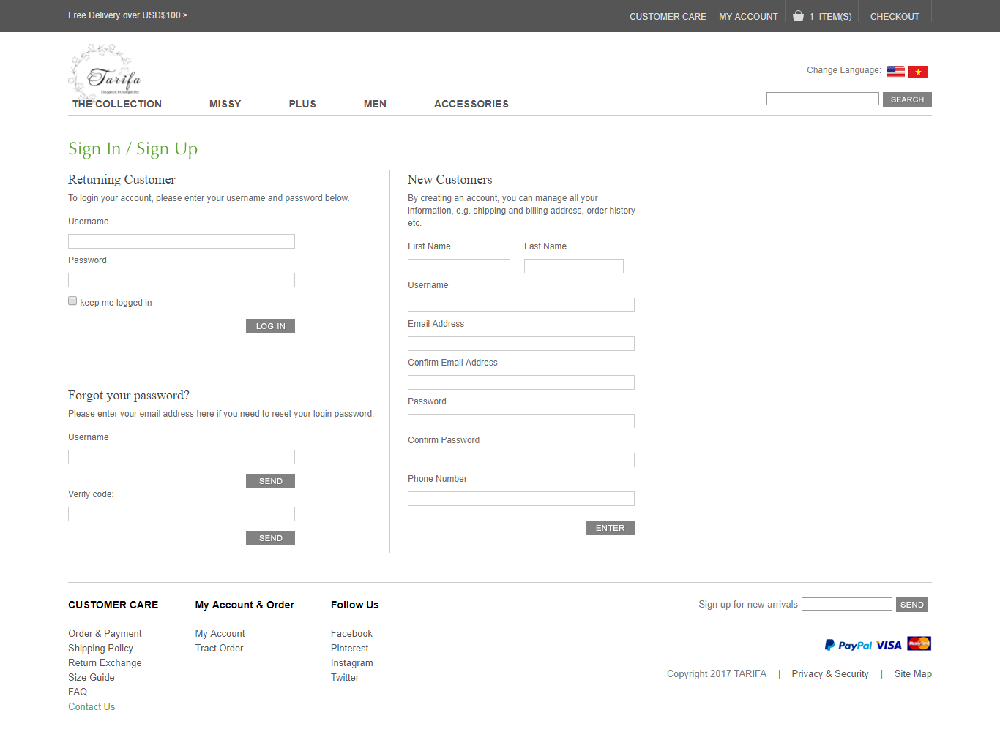 Free Delivery over USD$100 >
CUSTOMER CARE
MY ACCOUNT
1 ITEM(S)
CHECKOUT
Tarifa
Elegance in simplicity
Change Language:
THE COLLECTION
MISSY
PLUS
MEN
ACCESSORIES
SEARCH
Sign In / Sign Up
Returning Customer
To login your account, please enter your username and password below.
Username
Password
keep me logged in
LOG IN
Forgot your password?
Please enter your email address here if you need to reset your login password.
Username
SEND
Verify code:
SEND
New Customers
By creating an account, you can manage all your
information, e.g. shipping and billing address, order history
etc.
First Name
Last Name
Username
Email Address
Confirm Email Address
Password
Confirm Password
Phone Number
ENTER
CUSTOMER CARE
Order & Payment
Shipping Policy
Return Exchange
Size Guide
FAQ
Contact Us
My Account & Order
My Account
Tract Order
Follow Us
Facebook
Pinterest
Instagram
Twitter
Sign up for new arrivals
SEND
PayPal VISA MasterCard
Copyright 2017 TARIFA | Privacy & Security | Site Map